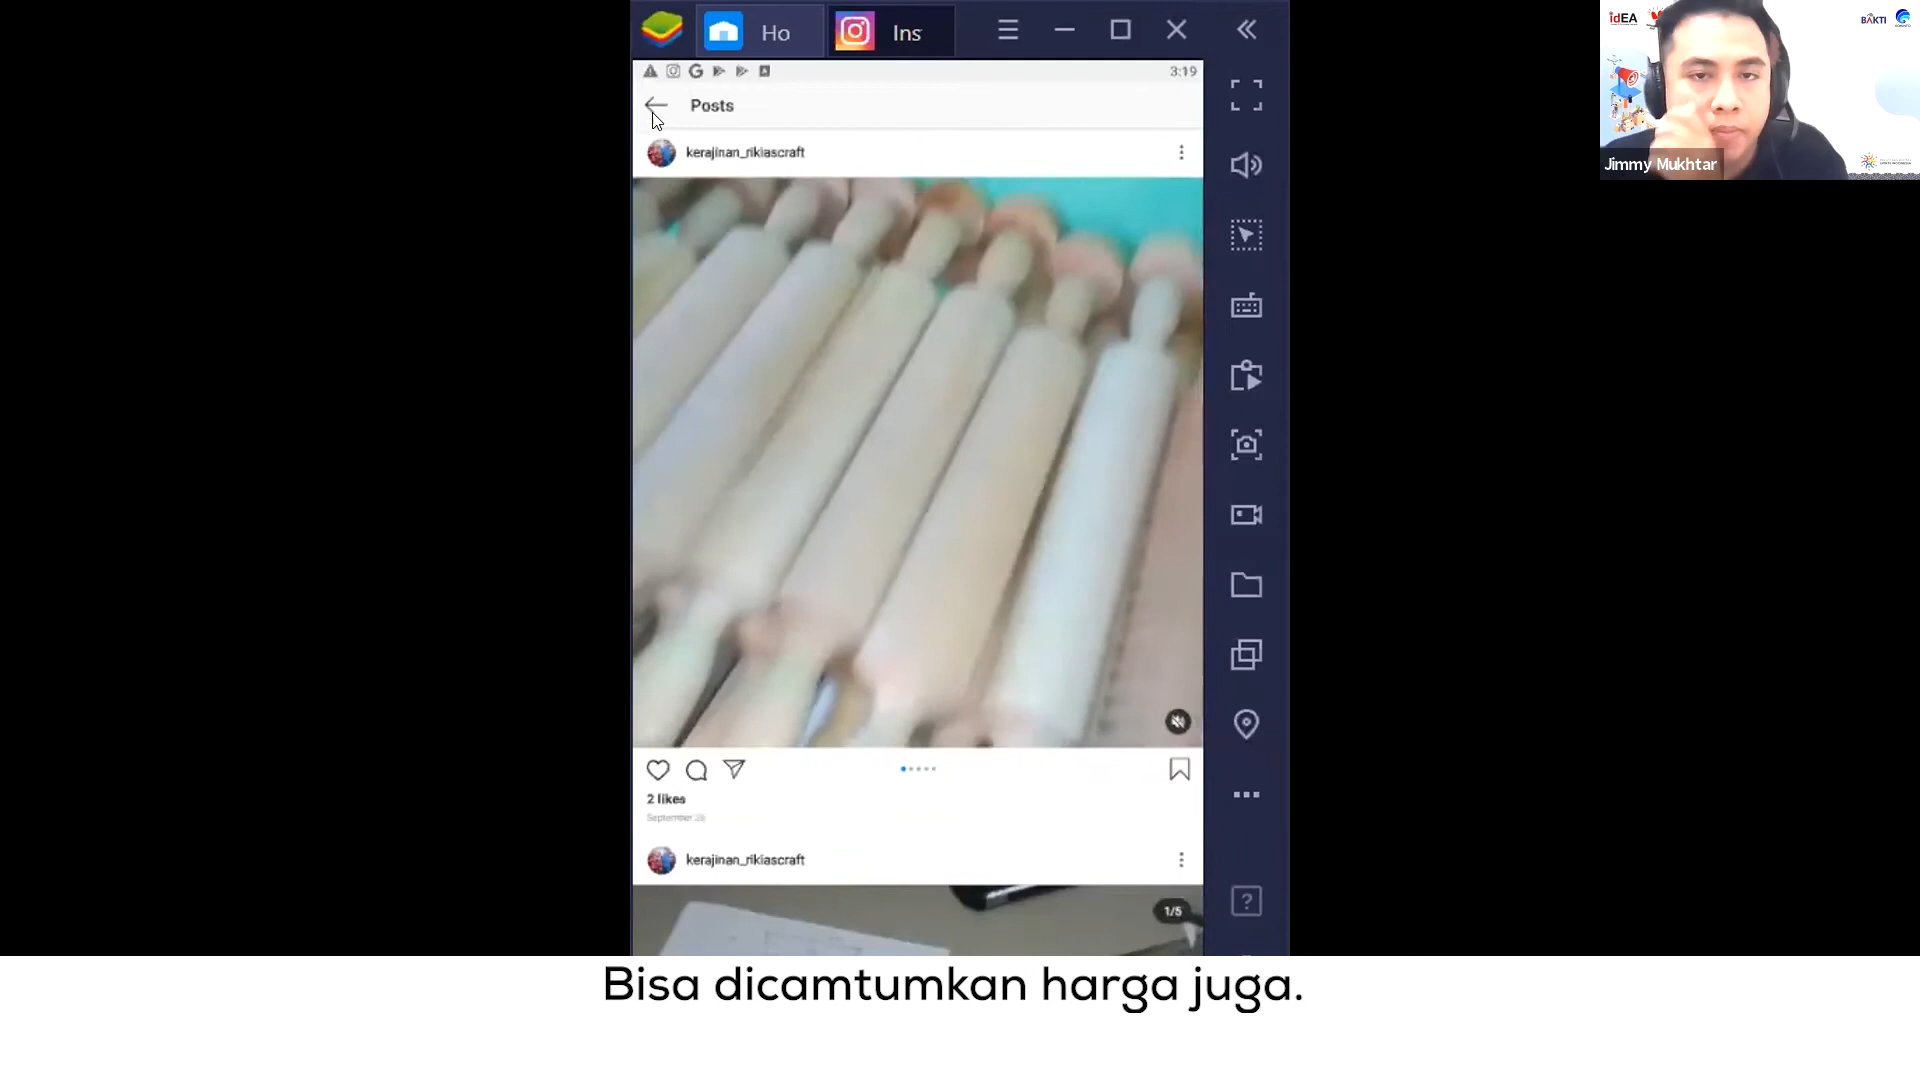 Ho
Ins
3:19
Posts
kerajinan_rikiascraft
2 likes
September
kerajinan_rikiascraft
1/5
idEA
BAKTI
Jimmy Mukhtar
Bisa dicamtumkan harga juga.